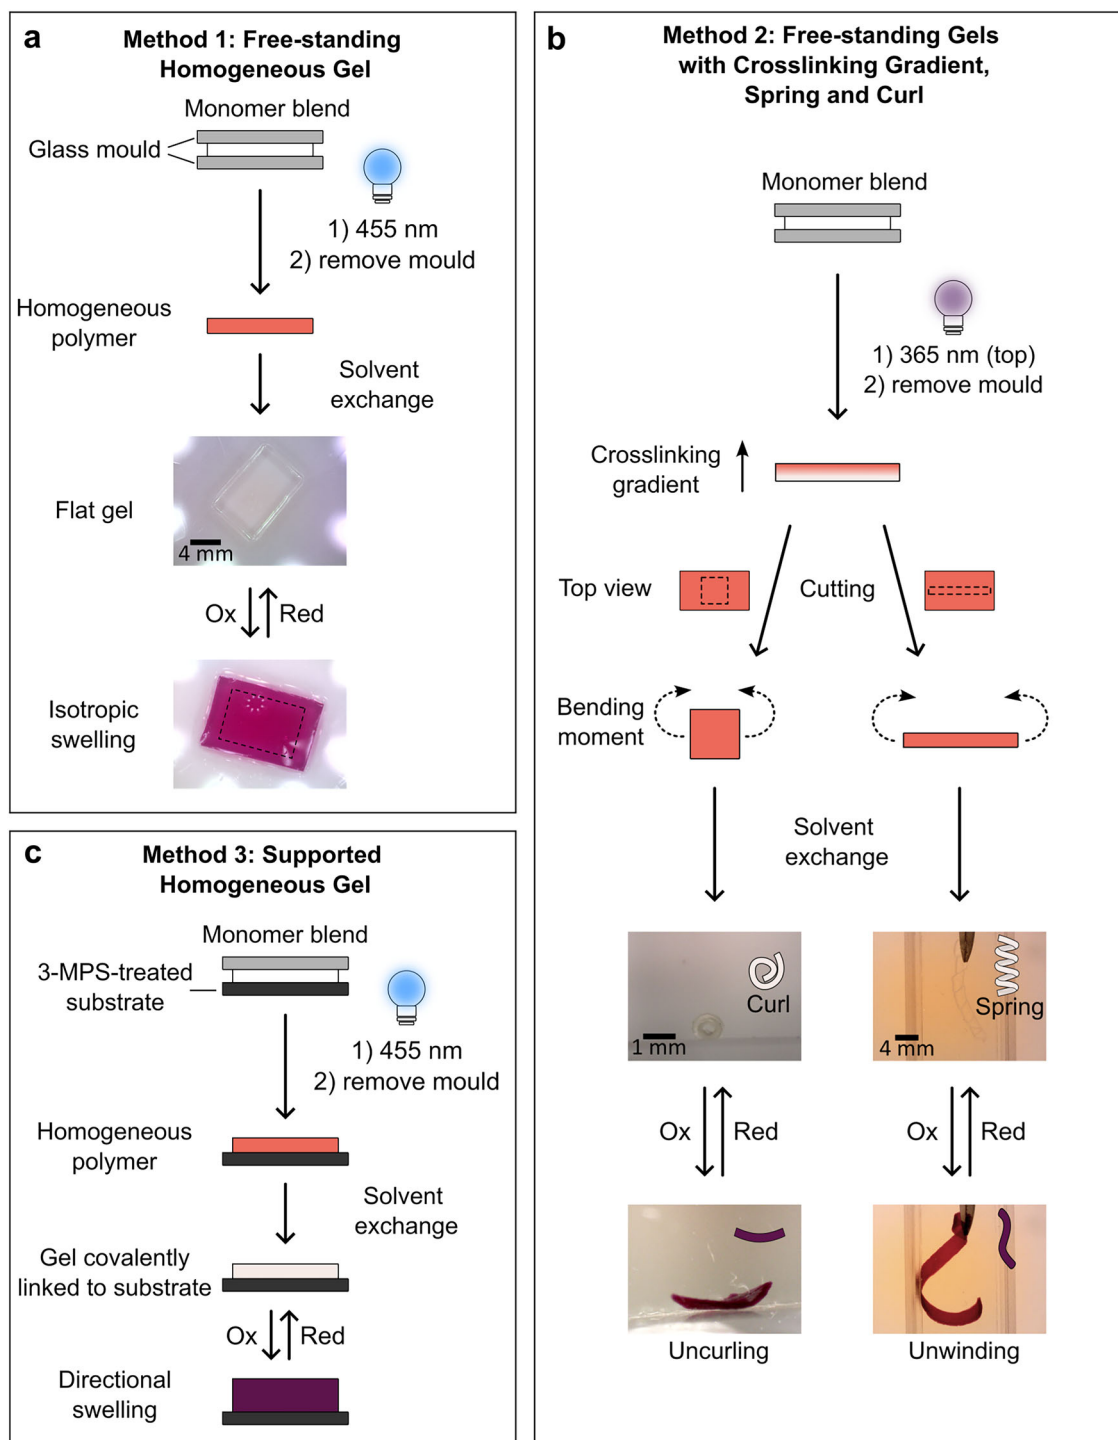 a
Method 1: Free-standing
Homogeneous Gel
Monomer blend
Glass mould
1) 455 nm
2) remove mould
Homogeneous
polymer
Solvent
exchange
Flat gel
4 mm
Ox
Red
Isotropic
swelling
b
Method 2: Free-standing Gels
with Crosslinking Gradient,
Spring and Curl
Monomer blend
1) 365 nm (top)
2) remove mould
Crosslinking
gradient
Top view
Cutting
Bending
moment
Solvent
exchange
Curl
1 mm
Spring
4 mm
Ox
Red
Ox
Red
Uncurling
Unwinding
c
Method 3: Supported
Homogeneous Gel
Monomer blend
3-MPS-treated
substrate
1) 455 nm
2) remove mould
Homogeneous
polymer
Solvent
exchange
Gel covalently
linked to substrate
Ox
Red
Directional
swelling